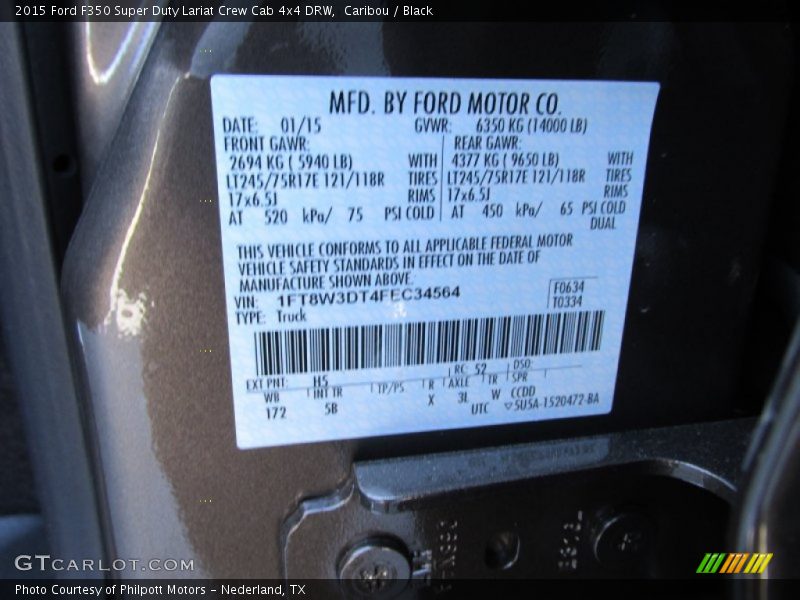 2015 Ford F350 Super Duty Lariat Crew Cab 4x4 DRW, Caribou / Black
MFD. BY FORD MOTOR CO.
DATE: 01/15 GVWR: 6350 KG (14000 LB)
FRONT GAWR: REAR GAWR:
2694 KG ( 5940 LB) WITH 4377 KG ( 9650 LB) WITH
LT245/75R17E 121/118R TIRES LT245/75R17E 121/118R TIRES
17x6.5J RIMS 17x6.5J RIMS
AT 520 kPa/ 75 PSI COLD AT 450 kPa/ 65 PSI COLD
DUAL
THIS VEHICLE CONFORMS TO ALL APPLICABLE FEDERAL MOTOR
VEHICLE SAFETY STANDARDS IN EFFECT ON THE DATE OF
MANUFACTURE SHOWN ABOVE.
VIN: 1FT8W3DT4FEC34564 F0634
TYPE: Truck T0334
EXT PNT: H5 RC: 52 DSO:
WB INT TR TP/PS R AXLE TR SPR
172 5B X 3L W CCDD
UTC 5U5A-1520472-BA
GTCARLOT.COM
Photo Courtesy of Philpott Motors - Nederland, TX